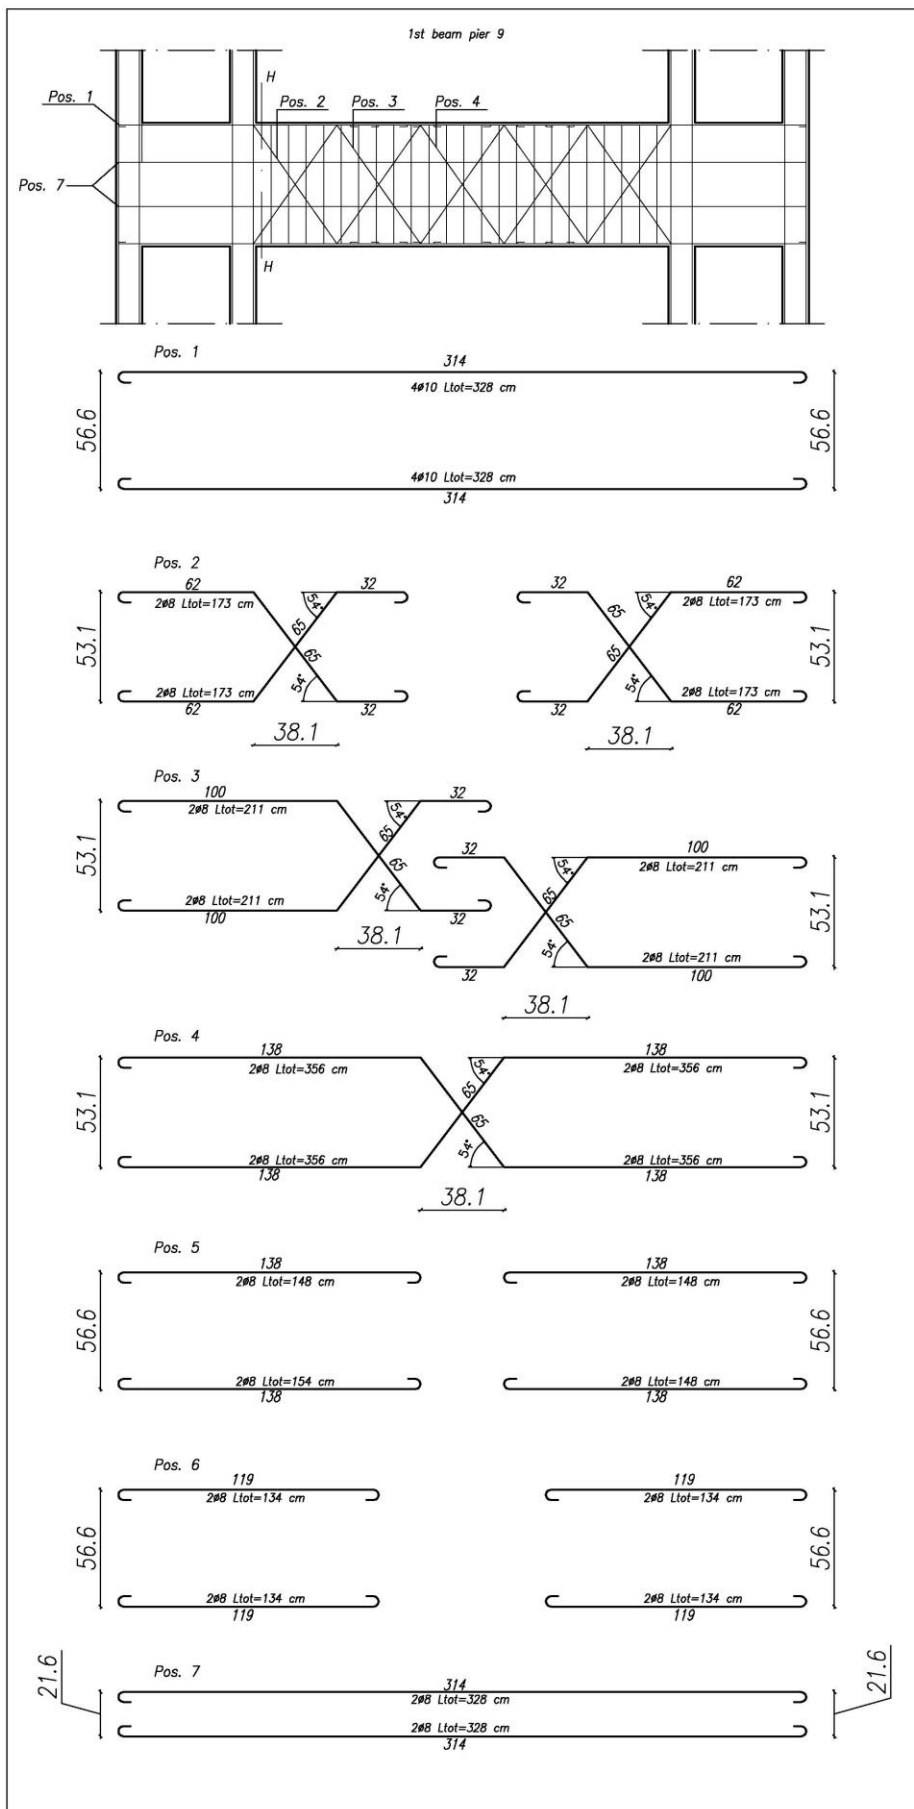 1st beam pier 9
H
Pos. 1
Pos. 2
Pos. 3
Pos. 4
Pos. 7
H
Pos. 1
314
4ø10 Ltot=328 cm
56.6
56.6
4ø10 Ltot=328 cm
314
Pos. 2
62
32
32
62
2ø8 Ltot=173 cm
54°
65
65
54°
2ø8 Ltot=173 cm
53.1
53.1
65
65
2ø8 Ltot=173 cm
54°
54°
2ø8 Ltot=173 cm
62
32
32
62
38.1
38.1
Pos. 3
100
32
2ø8 Ltot=211 cm
54°
65
53.1
65
32
100
54°
2ø8 Ltot=211 cm
2ø8 Ltot=211 cm
54°
65
53.1
100
32
65
38.1
54°
2ø8 Ltot=211 cm
32
100
38.1
Pos. 4
138
138
2ø8 Ltot=356 cm
54°
2ø8 Ltot=356 cm
65
53.1
53.1
65
54°
2ø8 Ltot=356 cm
2ø8 Ltot=356 cm
138
138
38.1
Pos. 5
138
138
2ø8 Ltot=148 cm
2ø8 Ltot=148 cm
56.6
56.6
2ø8 Ltot=154 cm
2ø8 Ltot=148 cm
138
138
Pos. 6
119
119
2ø8 Ltot=134 cm
2ø8 Ltot=134 cm
56.6
56.6
2ø8 Ltot=134 cm
2ø8 Ltot=134 cm
119
119
Pos. 7
21.6
314
21.6
2ø8 Ltot=328 cm
2ø8 Ltot=328 cm
314